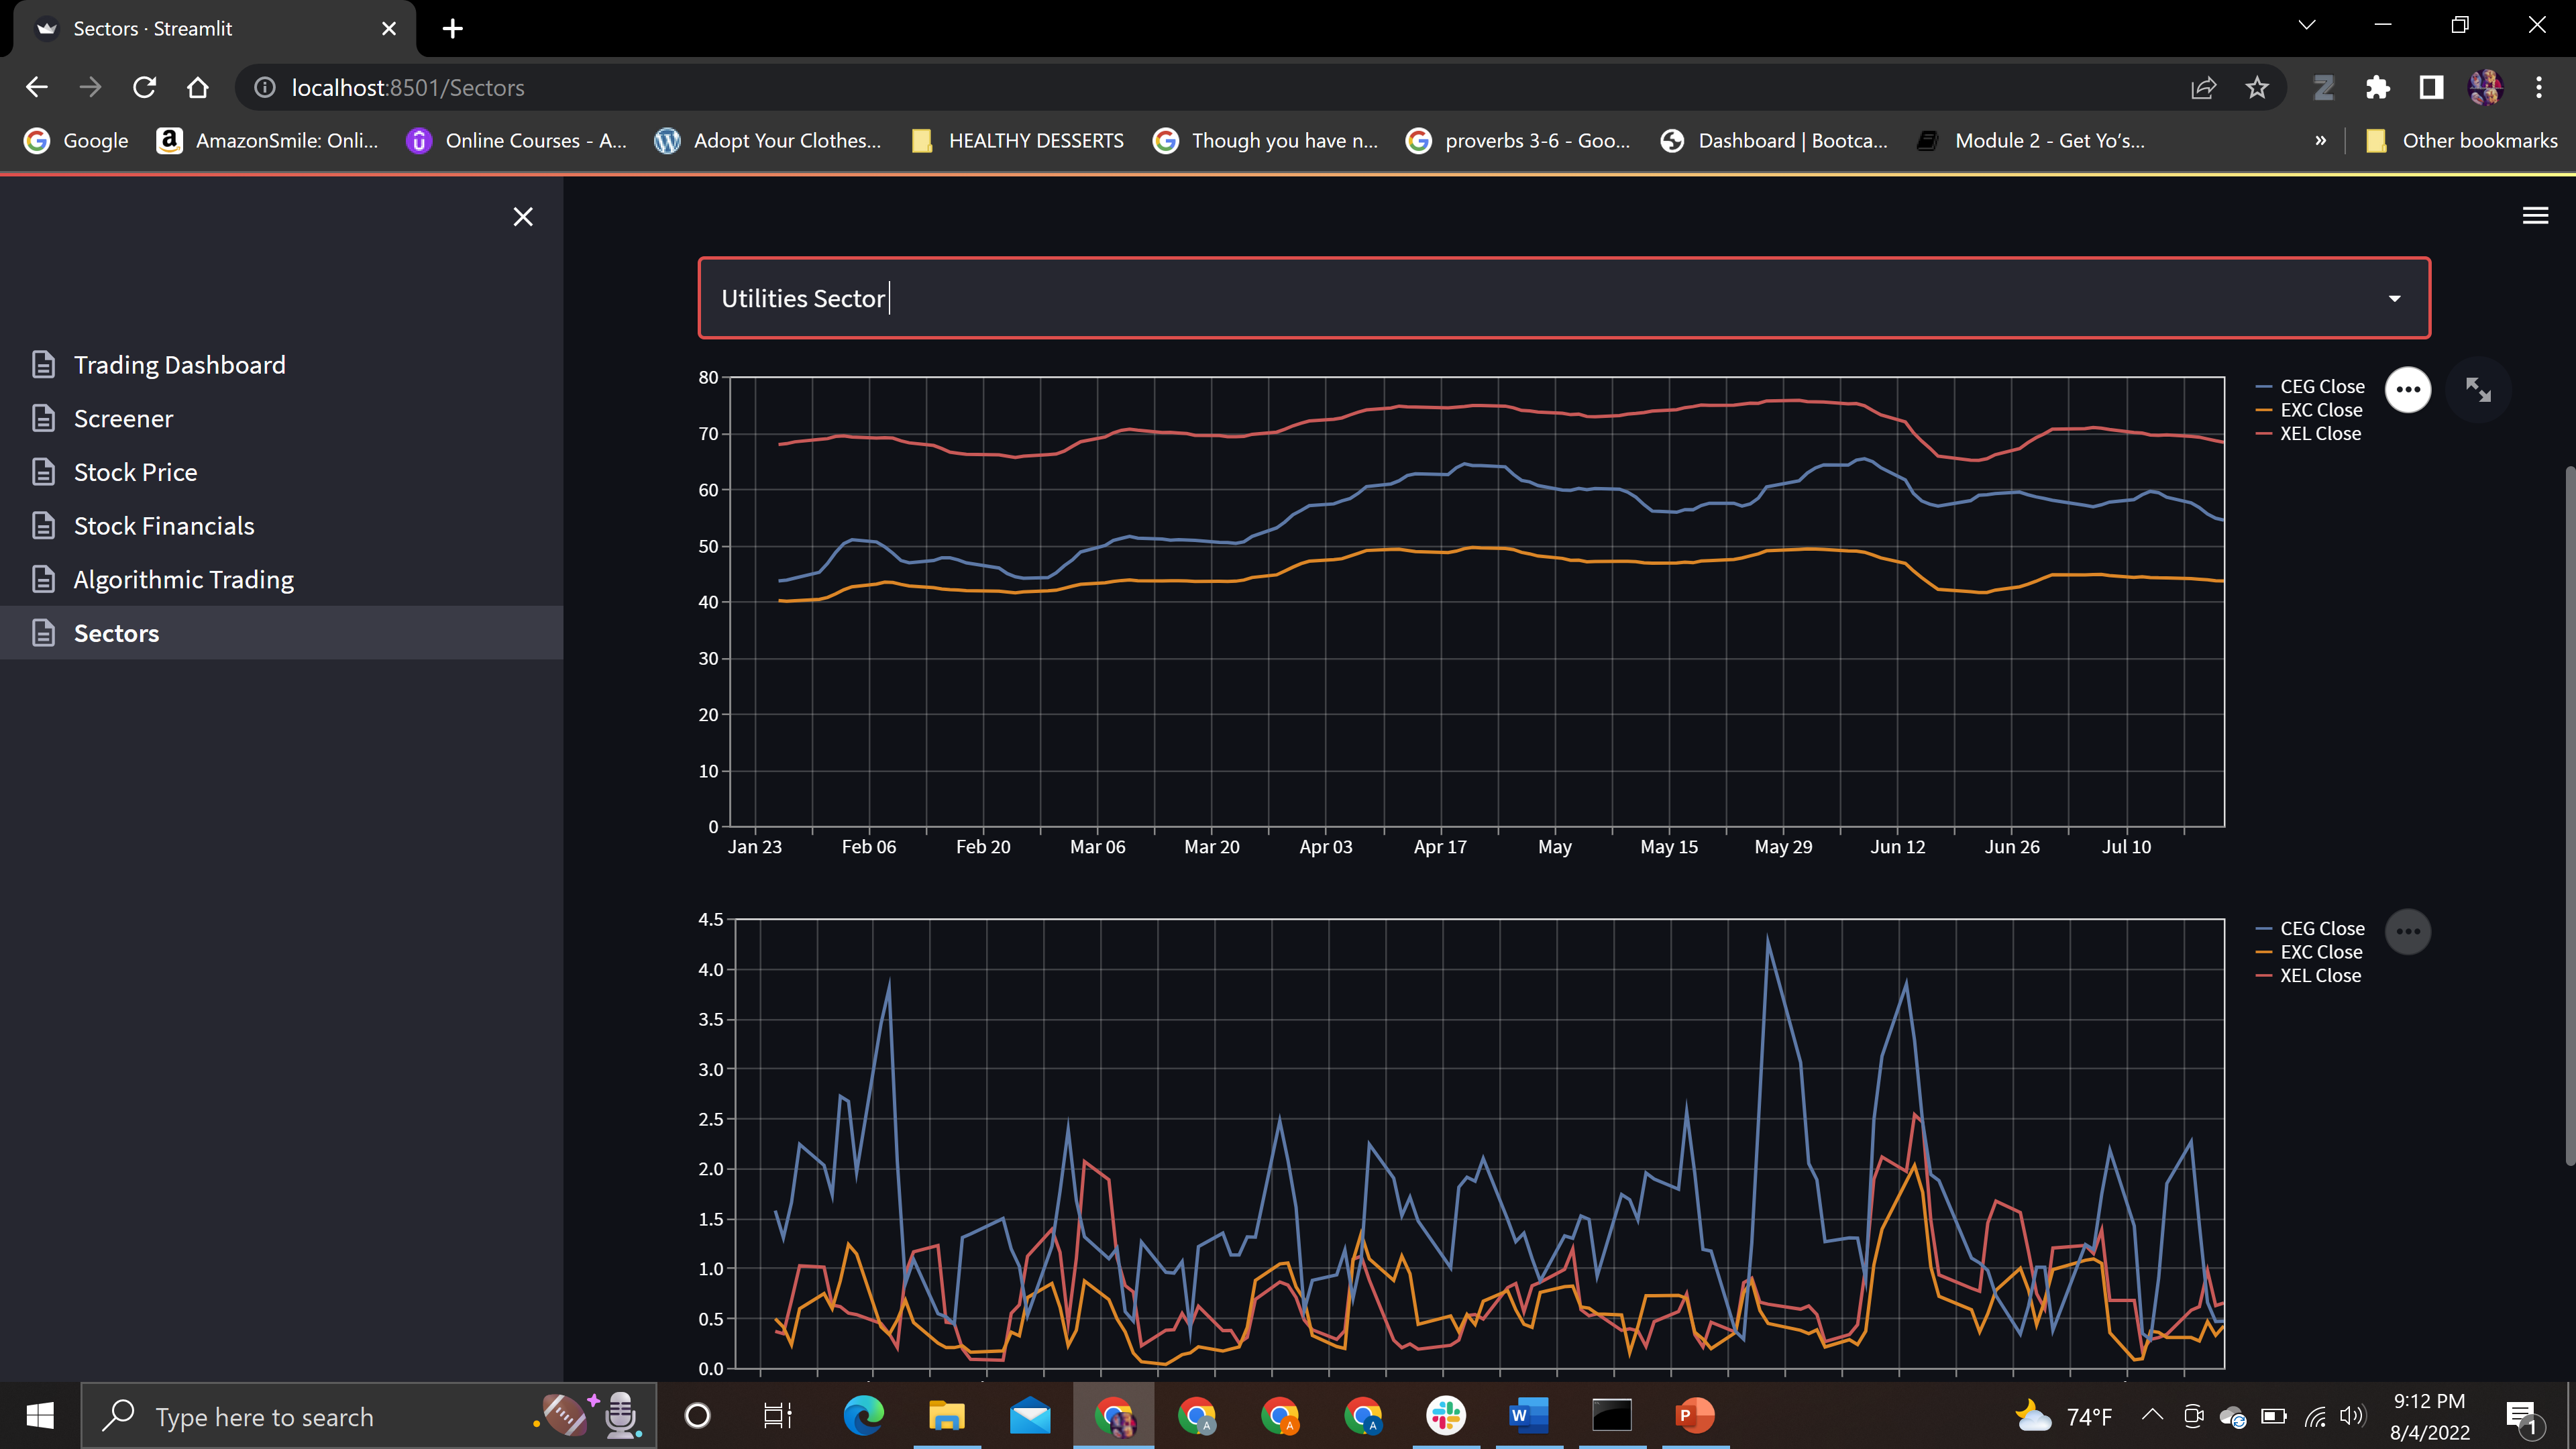 Sectors · Streamlit
localhost:8501/Sectors
Google
AmazonSmile: Onli...
Online Courses - A...
Adopt Your Clothes...
HEALTHY DESSERTS
Though you have n...
proverbs 3-6 - Goo...
Dashboard | Bootca...
Module 2 - Get Yo's...
»
Other bookmarks
Trading Dashboard
Screener
Stock Price
Stock Financials
Algorithmic Trading
Sectors
Utilities Sector
80
70
60
50
40
30
20
10
0
Jan 23 Feb 06 Feb 20 Mar 06 Mar 20 Apr 03 Apr 17 May May 15 May 29 Jun 12 Jun 26 Jul 10
CEG Close
EXC Close
XEL Close
4.5
4.0
3.5
3.0
2.5
2.0
1.5
1.0
0.5
0.0
CEG Close
EXC Close
XEL Close
Type here to search
74°F
9:12 PM
8/4/2022
1